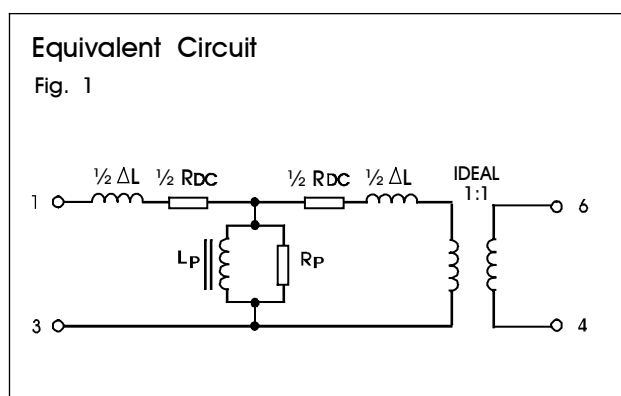 Equivalent Circuit
Fig. 1
½ ΔL ½ RDC ½ RDC ½ ΔL IDEAL
1:1
1 6
LP RP
3 4